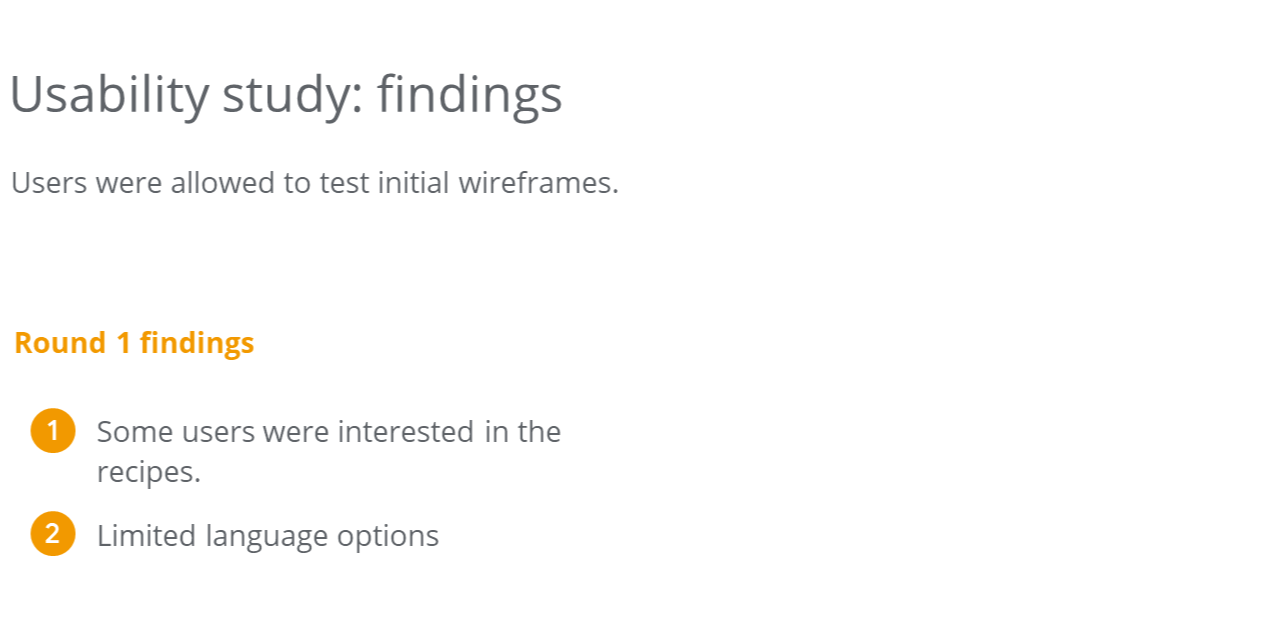 Usability study: findings
Users were allowed to test initial wireframes.
Round 1 findings
1 Some users were interested in the
recipes.
2 Limited language options